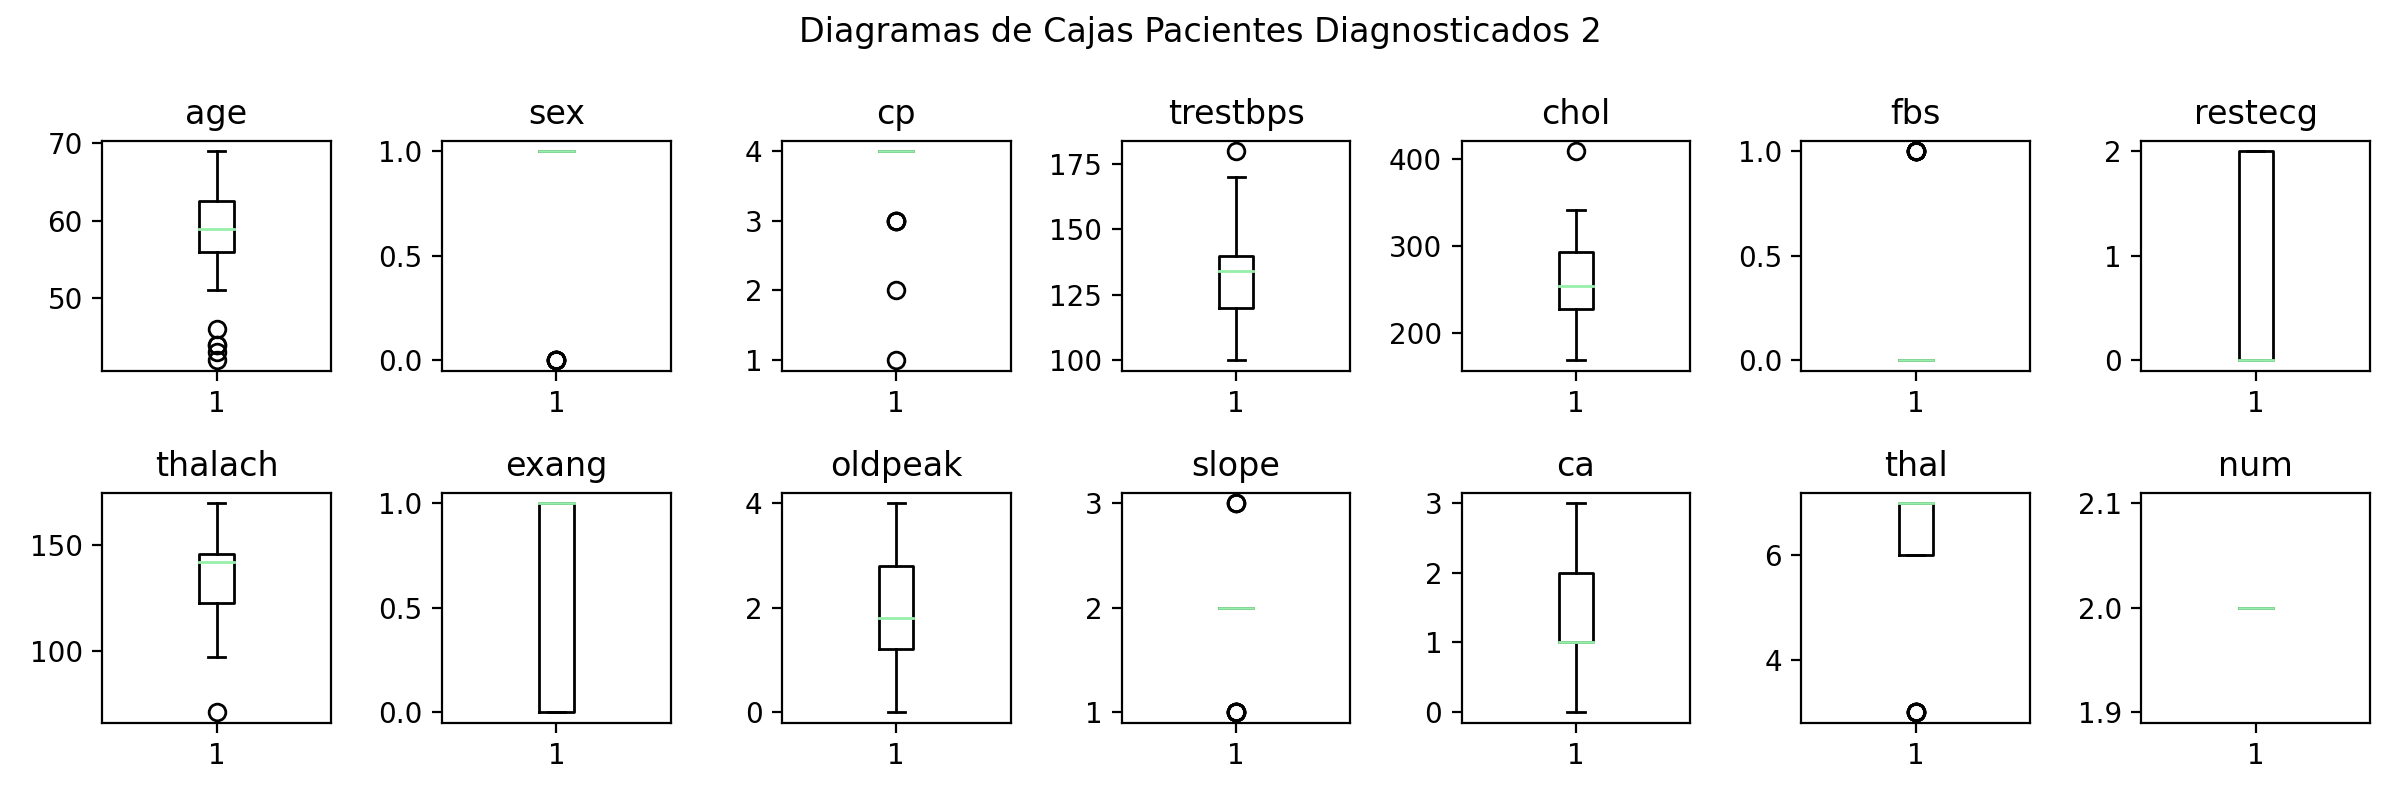 Diagramas de Cajas Pacientes Diagnosticados 2
age sex cp trestbps chol fbs restecg
70 60 50
1.0 0.5 0.0
4 3 2 1
175 150 125 100
400 300 200
1.0 0.5 0.0
2 1 0
1 1 1 1 1 1 1
thalach exang oldpeak slope ca thal num
150 100
1.0 0.5 0.0
4 2 0
3 2 1
3 2 1 0
6 4
2.1 2.0 1.9
1 1 1 1 1 1 1